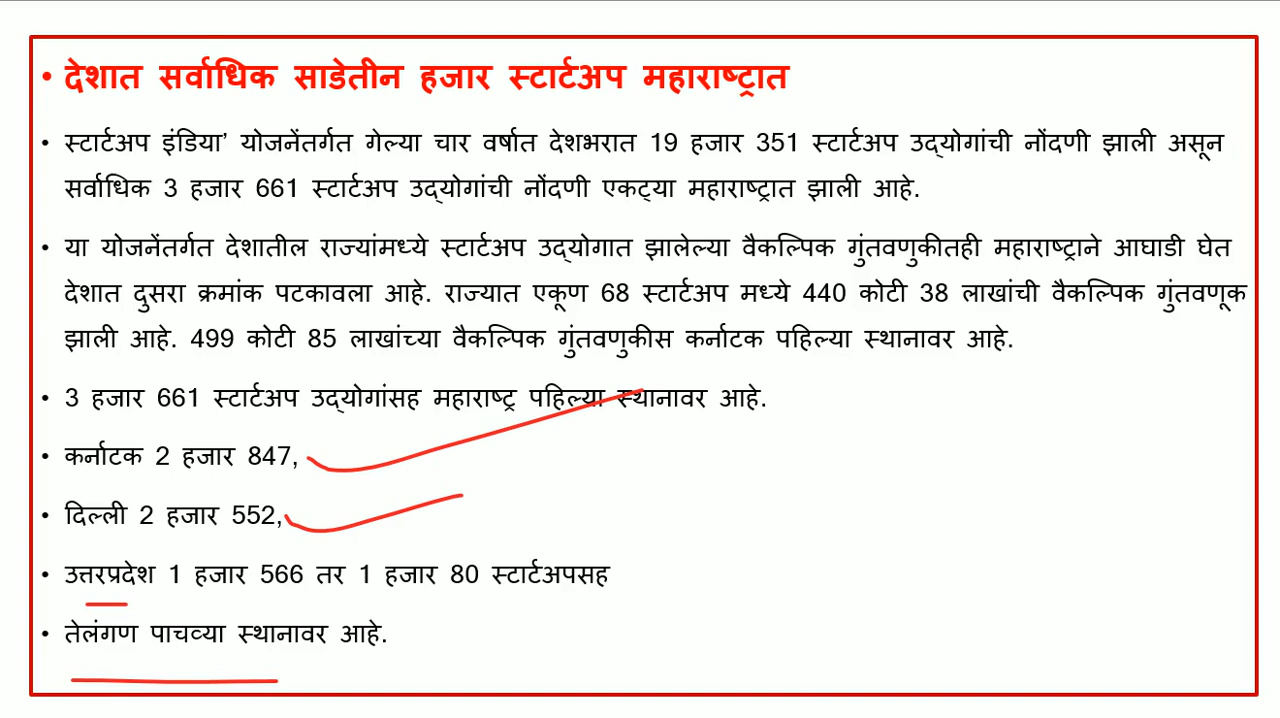 • देशात सर्वाधिक साडेतीन हजार स्टार्टअप महाराष्ट्रात
• स्टार्टअप इंडिया’ योजनेंतर्गत गेल्या चार वर्षात देशभरात 19 हजार 351 स्टार्टअप उद्योगांची नोंदणी झाली असून
सर्वाधिक 3 हजार 661 स्टार्टअप उद्योगांची नोंदणी एकट्या महाराष्ट्रात झाली आहे.
• या योजनेंतर्गत देशातील राज्यांमध्ये स्टार्टअप उद्योगात झालेल्या वैकल्पिक गुंतवणुकीतही महाराष्ट्राने आघाडी घेत
देशात दुसरा क्रमांक पटकावला आहे. राज्यात एकूण 68 स्टार्टअप मध्ये 440 कोटी 38 लाखांची वैकल्पिक गुंतवणूक
झाली आहे. 499 कोटी 85 लाखांच्या वैकल्पिक गुंतवणुकीस कर्नाटक पहिल्या स्थानावर आहे.
• 3 हजार 661 स्टार्टअप उद्योगांसह महाराष्ट्र पहिल्या स्थानावर आहे.
• कर्नाटक 2 हजार 847,
• दिल्ली 2 हजार 552,
• उत्तरप्रदेश 1 हजार 566 तर 1 हजार 80 स्टार्टअपसह
• तेलंगण पाचव्या स्थानावर आहे.